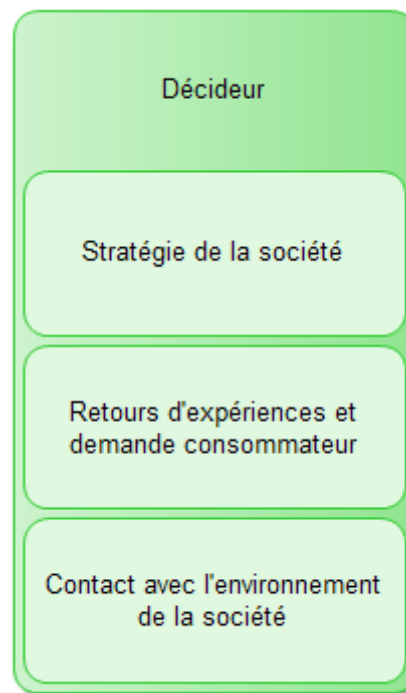 Décideur
Stratégie de la société
Retours d'expériences et
demande consommateur
Contact avec l'environnement
de la société